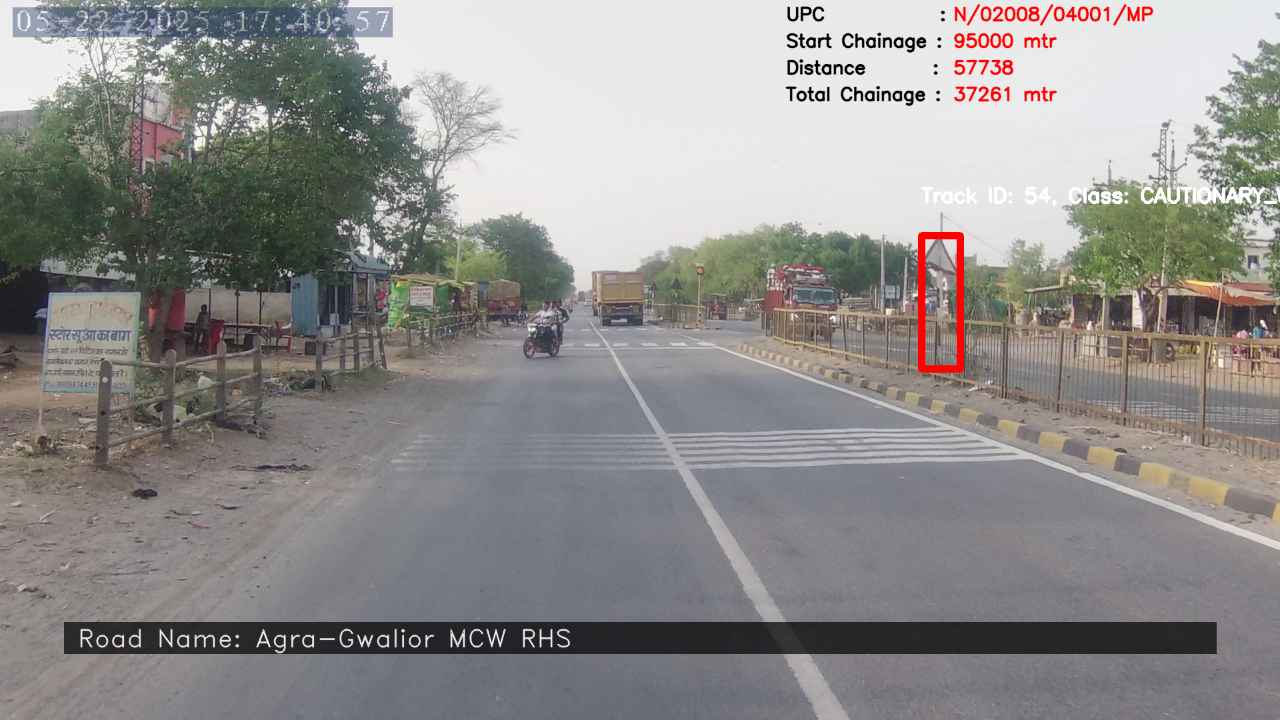 05-22-2025 17:40:57
UPC : N/02008/04001/MP
Start Chainage : 95000 mtr
Distance : 57738
Total Chainage : 37261 mtr
Track ID: 54, Class: CAUTIONARY_
Road Name: Agra-Gwalior MCW RHS